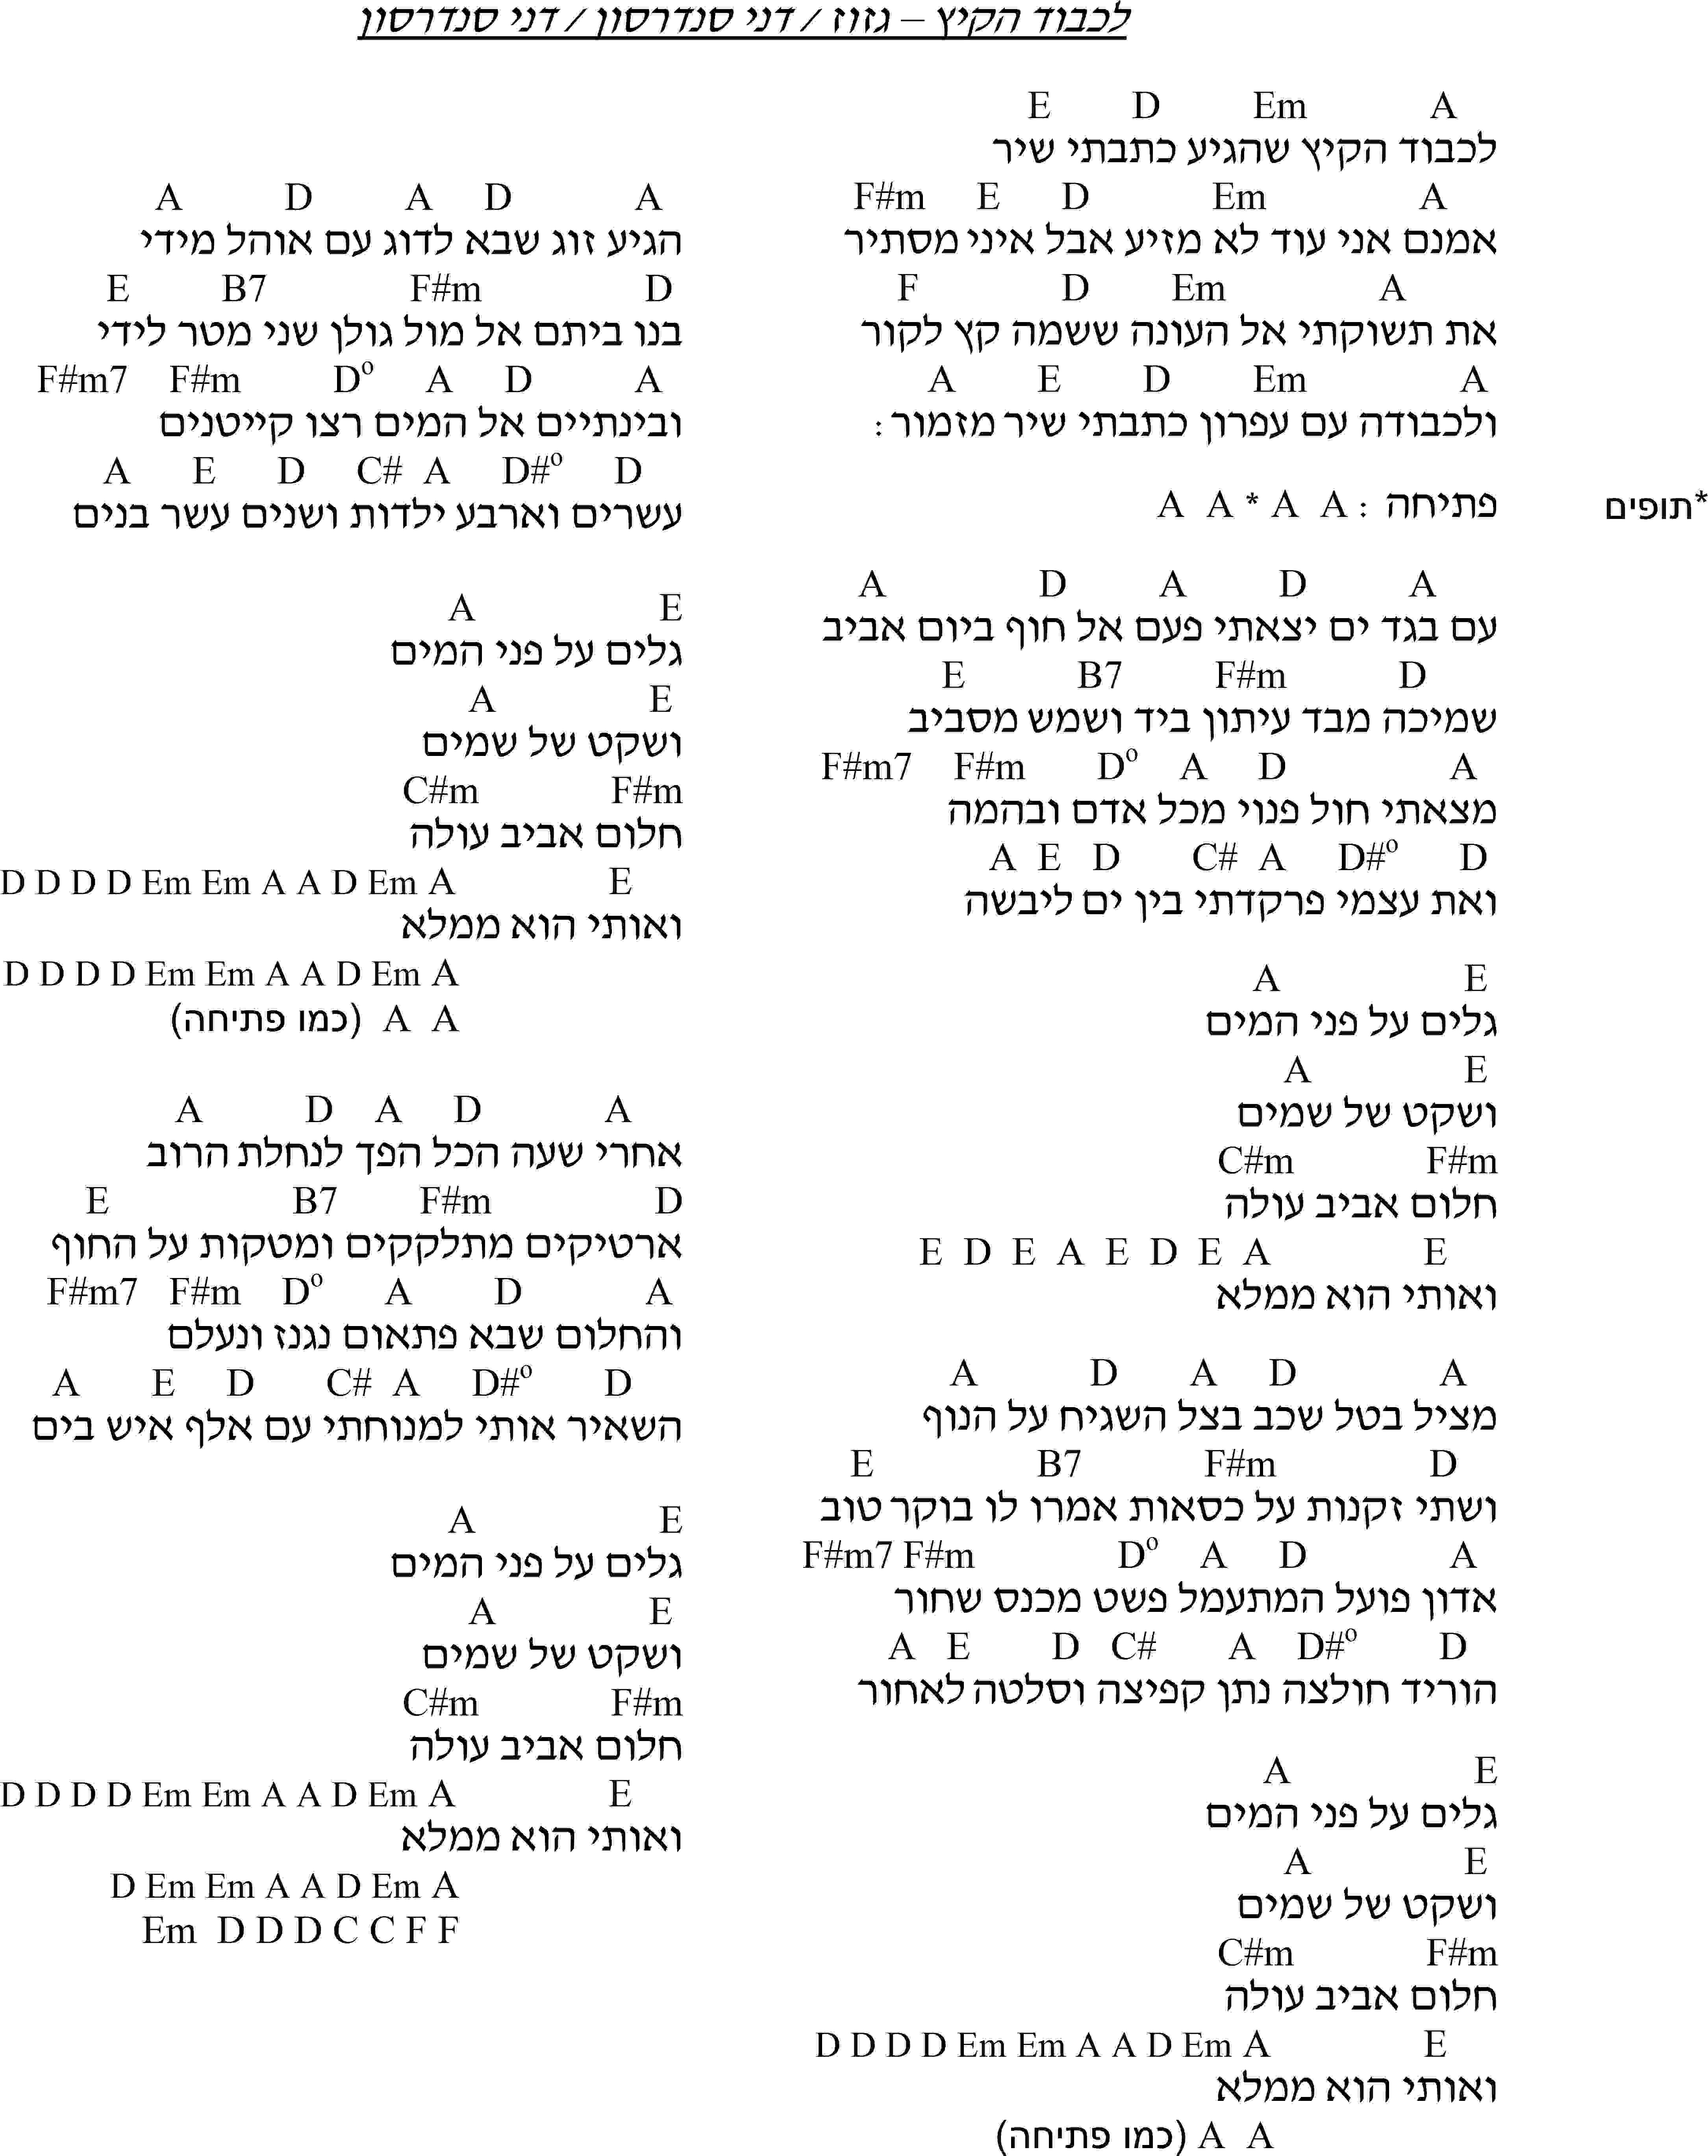 לכבוד הקיץ – גזוז / דני סנדרסון / דני סנדרסון
E D Em A
לכבוד הקיץ שהגיע כתבתי שיר
F#m E D Em A
אמנם אני עוד לא מזיע אבל איני מסתיר
F D Em A
את תשוקתי אל העונה ששמה קץ לקור
A E D Em A
ולכבודה עם עפרון כתבתי שיר מזמור:
פתיחה: A A * A A
*תופים
A D A D A
עם בגד ים יצאתי פעם אל חוף ביום אביב
E B7 F#m D
שמיכה מבד עיתון ביד ושמש מסביב
F#m7 F#m Dº A D A
מצאתי חול פנוי מכל אדם ובהמה
A E D C# A D#º D
ואת עצמי פרקדתי בין ים ליבשה
A E
גלים על פני המים
A E
ושקט של שמים
C#m F#m
חלום אביב עולה
E D E A E D E A E
ואותי הוא ממלא
A D A D A
מציל בטל שכב בצל השגיח על הנוף
E B7 F#m D
ושתי זקנות על כסאות אמרו לו בוקר טוב
F#m7 F#m Dº A D A
אדון פועל המתעמל פשט מכנס שחור
A E D C# A D#º D
הוריד חולצה נתן קפיצה וסלטה לאחור
A E
גלים על פני המים
A E
ושקט של שמים
C#m F#m
חלום אביב עולה
D D D D Em Em A A D Em A E
ואותי הוא ממלא
A A (כמו פתיחה)
A D A D A
הגיע זוג שבא לדוג עם אוהל מידי
E B7 F#m D
בנו ביתם אל מול גולן שני מטר לידי
F#m7 F#m Dº A D A
ובינתיים אל המים רצו קייטנים
A E D C# A D#º D
עשרים וארבע ילדות ושנים עשר בנים
A E
גלים על פני המים
A E
ושקט של שמים
C#m F#m
חלום אביב עולה
D D D D Em Em A A D Em A E
ואותי הוא ממלא
D D D D Em Em A A D Em A
A A (כמו פתיחה)
A D A D A
אחרי שעה הכל הפך לנחלת הרוב
E B7 F#m D
ארטיקים מתלקקים ומטקות על החוף
F#m7 F#m Dº A D A
והחלום שבא פתאום נגנז ונעלם
A E D C# A D#º D
השאיר אותי למנוחתי עם אלף איש בים
A E
גלים על פני המים
A E
ושקט של שמים
C#m F#m
חלום אביב עולה
D D D D Em Em A A D Em A E
ואותי הוא ממלא
D Em Em A A D Em A
Em D D D C C F F